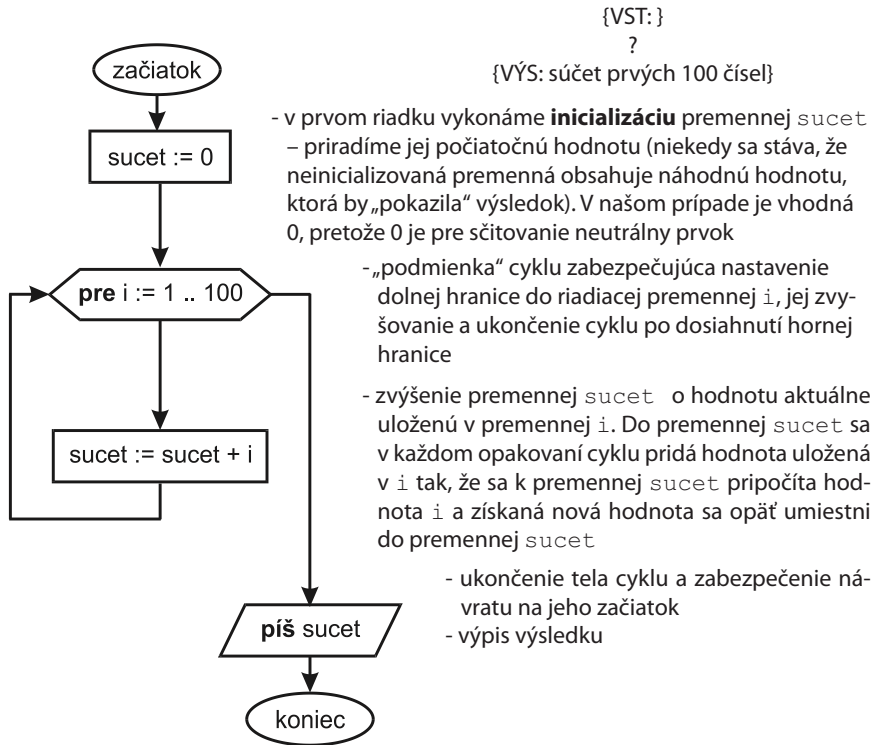 {VST: }
?
{VÝS: súčet prvých 100 čísel}
začiatok
sucet := 0
- v prvom riadku vykonáme inicializáciu premennej sucet
– priradíme jej počiatočnú hodnotu (niekedy sa stáva, že
neinicializovaná premenná obsahuje náhodnú hodnotu,
ktorá by „pokazila“ výsledok). V našom prípade je vhodná
0, pretože 0 je pre sčitovanie neutrálny prvok
pre i := 1 .. 100
- „podmienka“ cyklu zabezpečujúca nastavenie
dolnej hranice do riadiacej premennej i, jej zvy-
šovanie a ukončenie cyklu po dosiahnutí hornej
hranice
sucet := sucet + i
- zvýšenie premennej sucet o hodnotu aktuálne
uloženú v premennej i. Do premennej sucet sa
v každom opakovaní cyklu pridá hodnota uložená
v i tak, že sa k premennej sucet pripočíta hod-
nota i a získaná nová hodnota sa opäť umiestni
do premennej sucet
- ukončenie tela cyklu a zabezpečenie ná-
vratu na jeho začiatok
- výpis výsledku
píš sucet
koniec